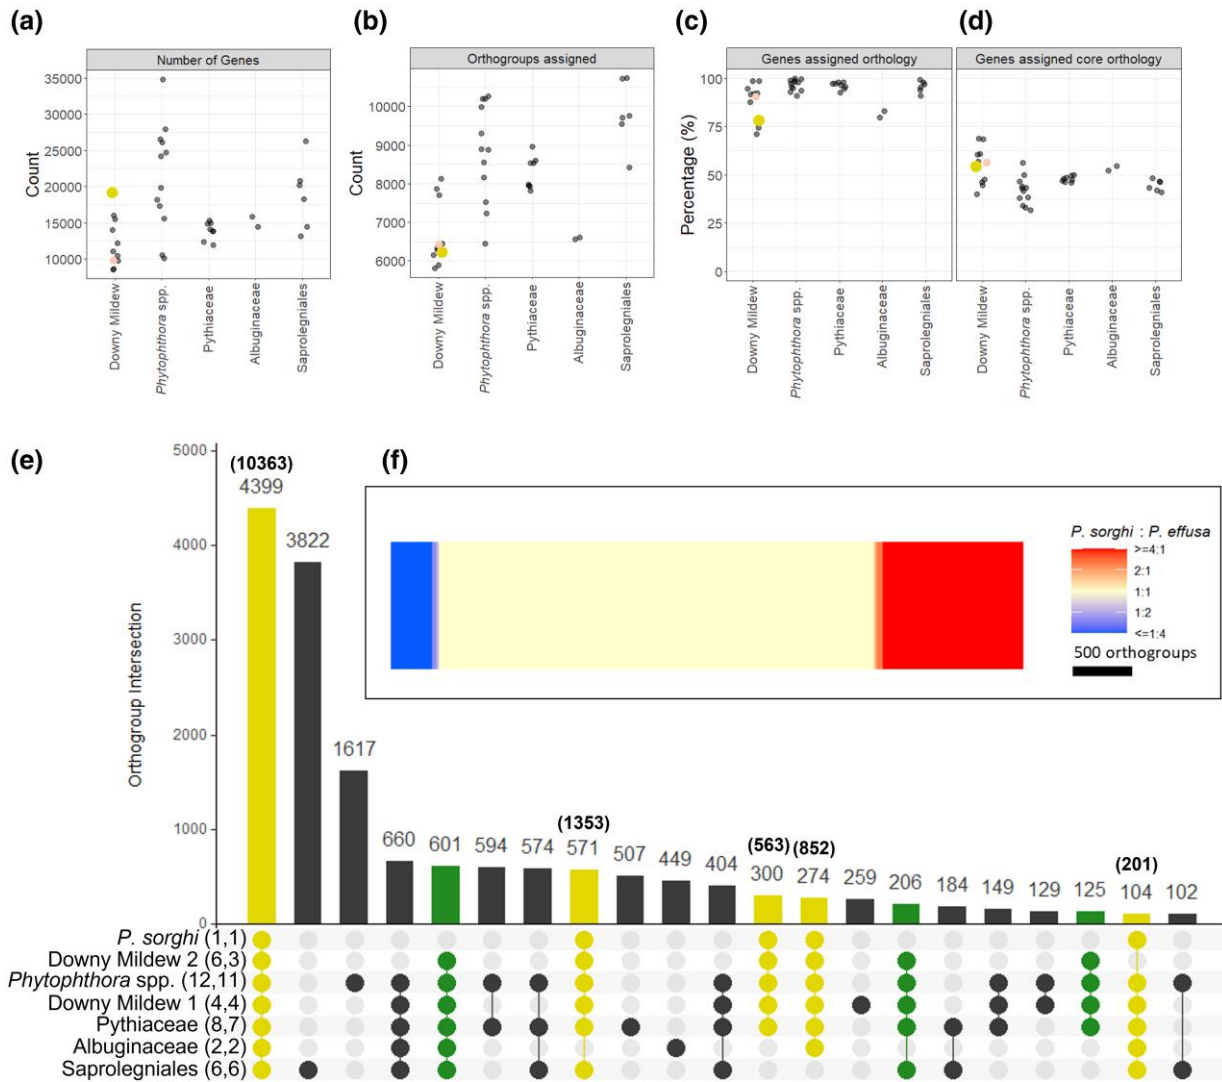 (a)
(b)
(c)
(d)
Number of Genes
Orthogroups assigned
Genes assigned orthology
Genes assigned core orthology
Count
35000
30000
25000
20000
15000
10000
Downy Mildew
Phytophthora spp.
Pythiaceae
Albuginaceae
Saprolegniales
Count
10000
9000
8000
7000
6000
Downy Mildew
Phytophthora spp.
Pythiaceae
Albuginaceae
Saprolegniales
Percentage (%)
100
75
50
25
0
Downy Mildew
Phytophthora spp.
Pythiaceae
Albuginaceae
Saprolegniales
Downy Mildew
Phytophthora spp.
Pythiaceae
Albuginaceae
Saprolegniales
(e)
(f)
Orthogroup Intersection
5000
4000
3000
2000
1000
0
(10363)
4399
3822
1617
660
601
594
574
(1353)
571
507
449
404
(563)
300
(852)
274
259
206
184
149
129
125
(201)
104
102
P. sorghi : P. effusa
>=4:1
2:1
1:1
1:2
<=1:4
500 orthogroups
P. sorghi (1,1)
Downy Mildew 2 (6,3)
Phytophthora spp. (12,11)
Downy Mildew 1 (4,4)
Pythiaceae (8,7)
Albuginaceae (2,2)
Saprolegniales (6,6)